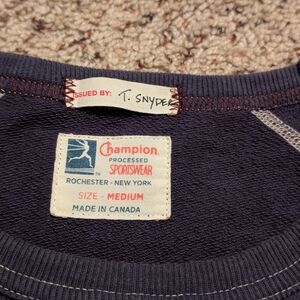 ISSUED BY: T. SNYDER
Champion
PROCESSED
SPORTSWEAR
ROCHESTER - NEW YORK
SIZE - MEDIUM
MADE IN CANADA